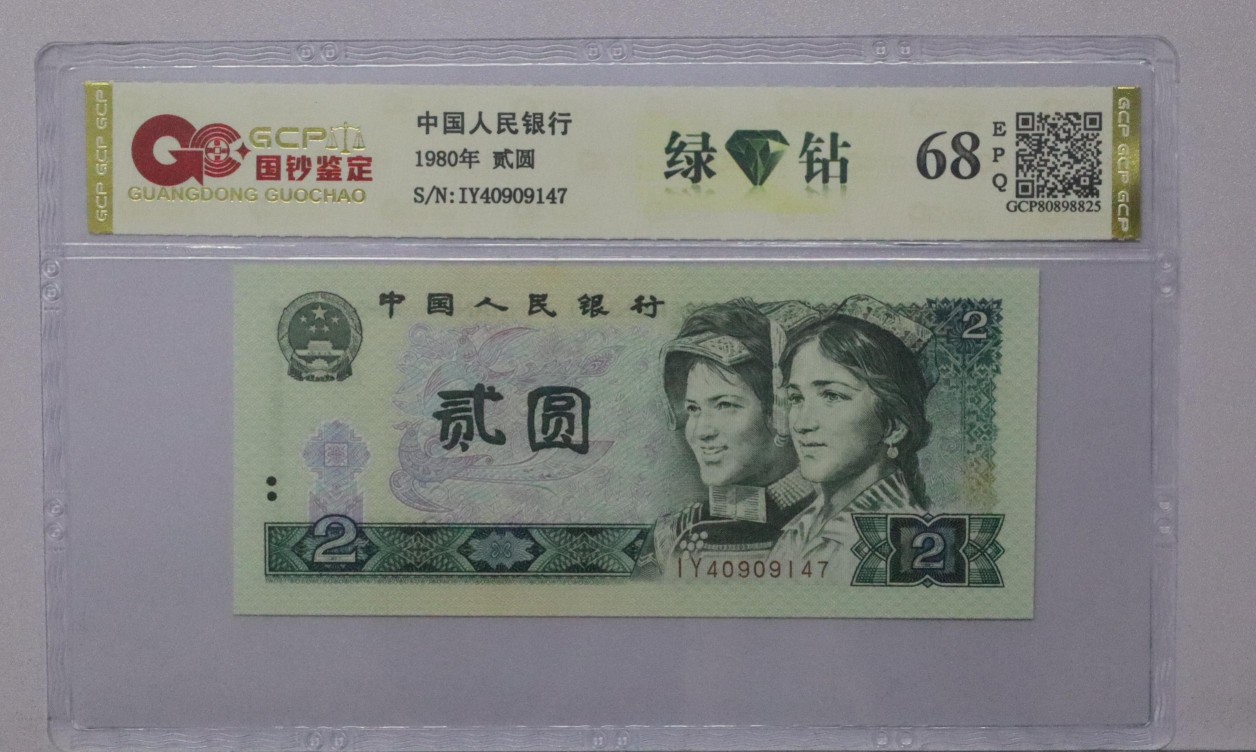 GCP GCP GCP
GCP
国钞鉴定
GUANGDONG GUOCHAO
中国人民银行
1980年 贰圆
S/N:IY40909147
绿钻
68
EPQ
GCP80898825
GCP GCP GCP
中国人民银行
2
贰圆
2
IY40909147
2